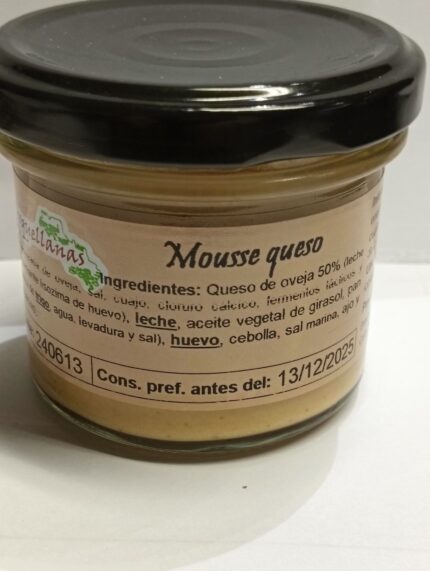 ellanas
Mousse queso
Ingredientes: Queso de oveja 50% (leche
de oveja, sal, cuajo, cloruro cálcico, fermentos lácticos y
lisozima de huevo), leche, aceite vegetal de girasol, pan
trigo, agua, levadura y sal), huevo, cebolla, sal marina, ajo y
240613
Cons. pref. antes del: 13/12/2025